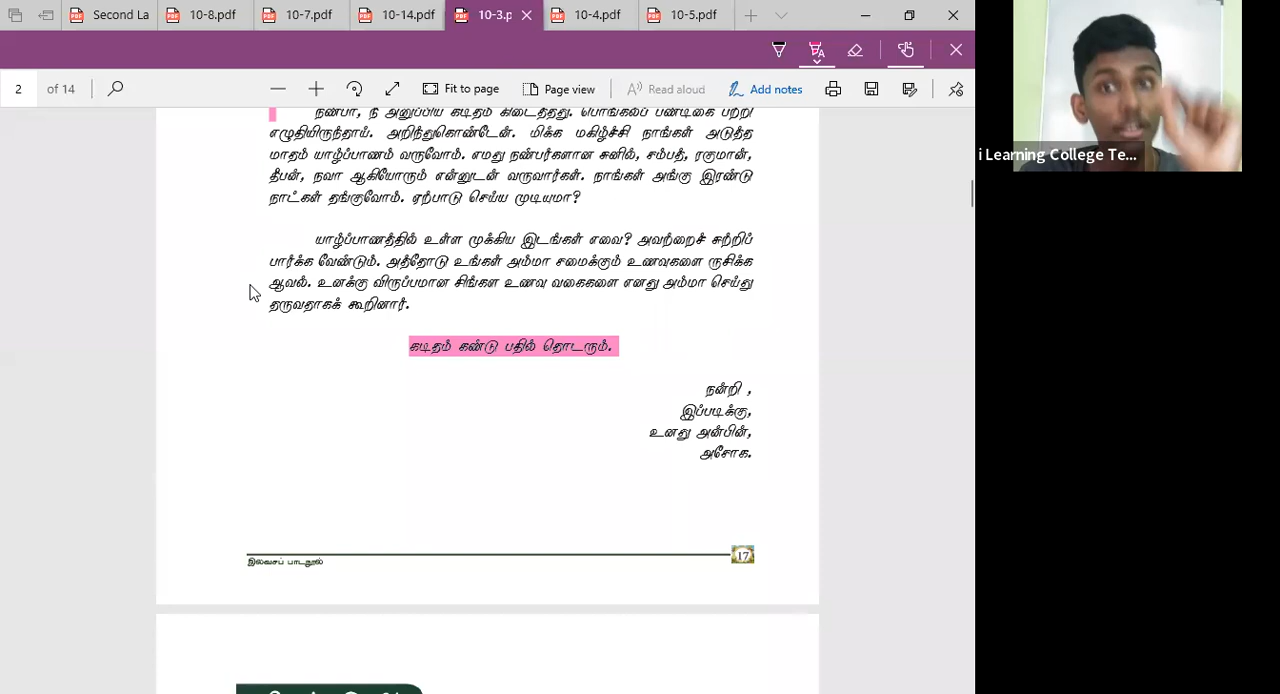 Second La
10-8.pdf
10-7.pdf
10-14.pdf
10-3.p
10-4.pdf
10-5.pdf
2 of 14
Fit to page
Page view
Read aloud
Add notes
நண்பா, நீ அனுப்பிய கடிதம் கிடைத்தது. பொங்கல் பண்டிகை பற்றி
எழுதியிருந்தாய். அறிந்துகொண்டேன். மிக்க மகிழ்ச்சி நாங்கள் அடுத்த
மாதம் யாழ்ப்பாணம் வருவோம். எமது நண்பர்களான சுனில், சம்பத், ரகுமான்,
தீபன், நவா ஆகியோரும் என்னுடன் வருவார்கள். நாங்கள் அங்கு இரண்டு
நாட்கள் தங்குவோம். ஏற்பாடு செய்ய முடியுமா?
யாழ்ப்பாணத்தில் உள்ள முக்கிய இடங்கள் எவை? அவற்றைச் சுற்றிப்
பார்க்க வேண்டும். அத்தோடு உங்கள் அம்மா சமைக்கும் உணவுகளை ருசிக்க
ஆவல். உனக்கு விருப்பமான சிங்கள உணவு வகைகளை எனது அம்மா செய்து
தருவதாகக் கூறினார்.
கடிதம் கண்டு பதில் தொடரும்.
நன்றி ,
இப்படிக்கு,
உனது அன்பின்,
அசோக.
இலவசப் பாடநூல்
17
i Learning College Te...